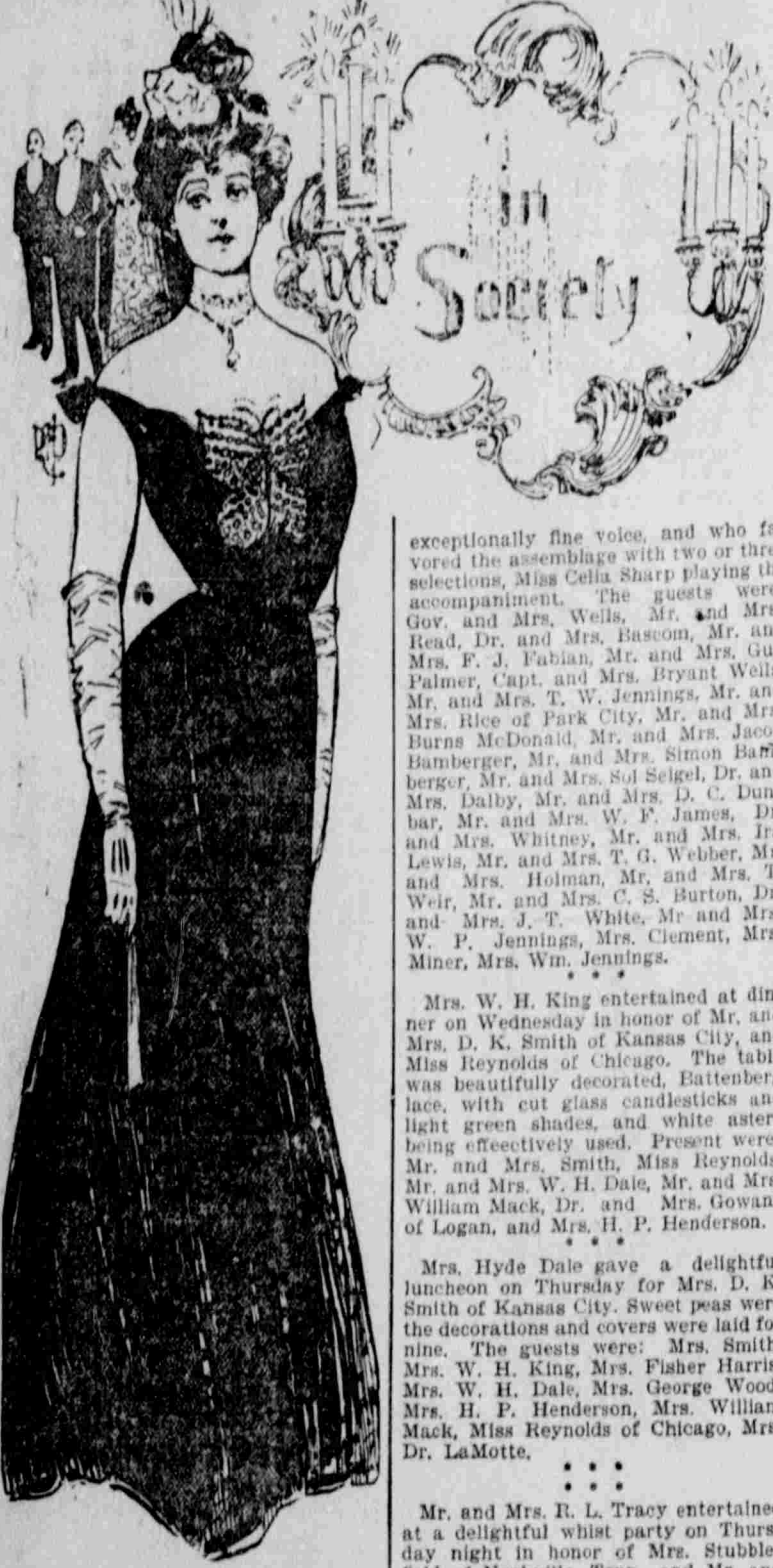 In
Society
exceptionally fine voice, and who fa
vored the assemblage with two or thre
selections, Miss Celia Sharp playing th
accompaniment. The guests were
Gov. and Mrs. Wells, Mr. and Mrs
Read, Dr. and Mrs. Bascom, Mr. an
Mrs. F. J. Fabian, Mr. and Mrs. Gu
Palmer, Capt. and Mrs. Bryant Wells
Mr. and Mrs. T. W. Jennings, Mr. an
Mrs. Rice of Park City, Mr. and Mrs
Burns McDonald, Mr. and Mrs. Jaco
Bamberger, Mr. and Mrs. Simon Bam
berger, Mr. and Mrs. Sol Seigel, Dr. an
Mrs. Dalby, Mr. and Mrs. D. C. Dun
bar, Mr. and Mrs. W. F. James, Dr
and Mrs. Whitney, Mr. and Mrs. Ir
Lewis, Mr. and Mrs. T. G. Webber, Mr
and Mrs. Holman, Mr. and Mrs. T
Weir, Mr. and Mrs. C. S. Burton, Dr
and Mrs. J. T. White, Mr and Mrs
W. P. Jennings, Mrs. Clement, Mrs
Miner, Mrs. Wm. Jennings.
* * *
Mrs. W. H. King entertained at din
ner on Wednesday in honor of Mr. an
Mrs. D. K. Smith of Kansas City, an
Miss Reynolds of Chicago. The tabl
was beautifully decorated, Battenber
lace, with cut glass candlesticks an
light green shades, and white aster
being effeectively used. Present were
Mr. and Mrs. Smith, Miss Reynolds
Mr. and Mrs. W. H. Dale, Mr. and Mrs
William Mack, Dr. and Mrs. Gowan
of Logan, and Mrs. H. P. Henderson.
* * *
Mrs. Hyde Dale gave a delightfu
luncheon on Thursday for Mrs. D. K
Smith of Kansas City. Sweet peas wer
the decorations and covers were laid fo
nine. The guests were: Mrs. Smith
Mrs. W. H. King, Mrs. Fisher Harris
Mrs. W. H. Dale, Mrs. George Wood
Mrs. H. P. Henderson, Mrs. Willian
Mack, Miss Reynolds of Chicago, Mrs
Dr. LaMotte.
* * *
* * *
Mr. and Mrs. R. L. Tracy entertained
at a delightful whist party on Thurs
day night in honor of Mrs. Stubble